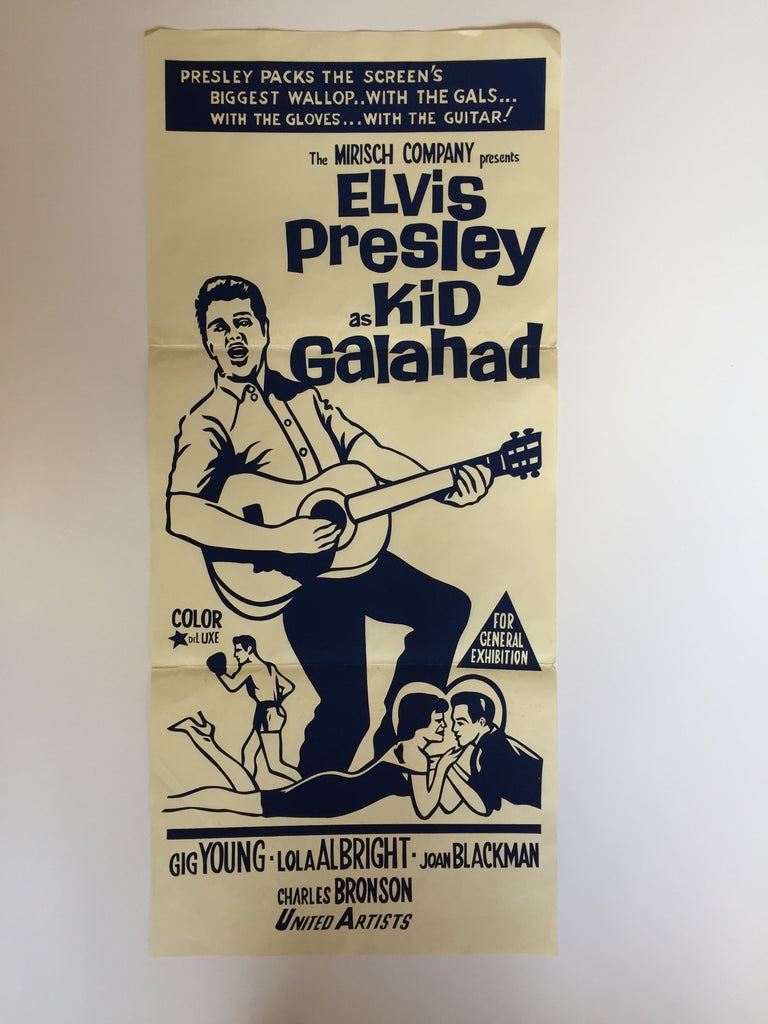 PRESLEY PACKS THE SCREEN'S
BIGGEST WALLOP..WITH THE GALS...
WITH THE GLOVES...WITH THE GUITAR!
The MIRISCH COMPANY presents
ELViS
PresLey
as KiD
GaLaHad
COLOR
DiLUXE
FOR
GENERAL
EXHIBITION
GIG YOUNG · LOLA ALBRIGHT · JOAN BLACKMAN
CHARLES BRONSON
UNITED ARTISTS